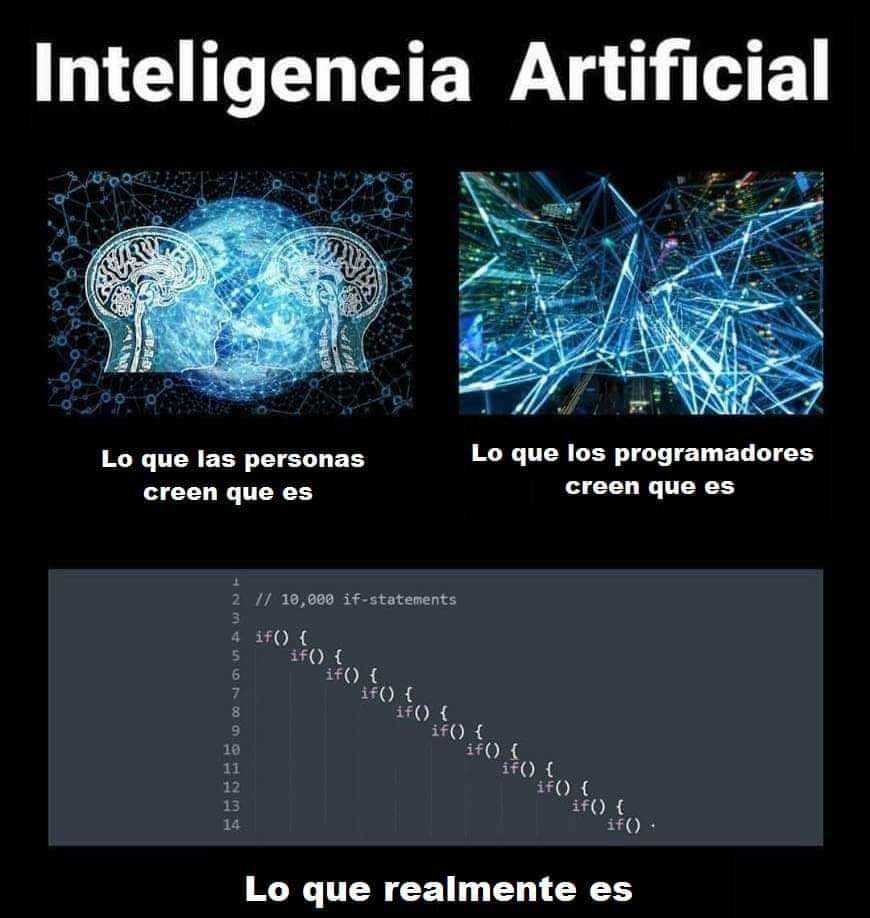 Inteligencia Artificial
Lo que las personas
creen que es
Lo que los programadores
creen que es
1
2 // 10,000 if-statements
3
4 if() {
5 if() {
6 if() {
7 if() {
8 if() {
9 if() {
10 if() {
11 if() {
12 if() {
13 if() {
14 if()
Lo que realmente es